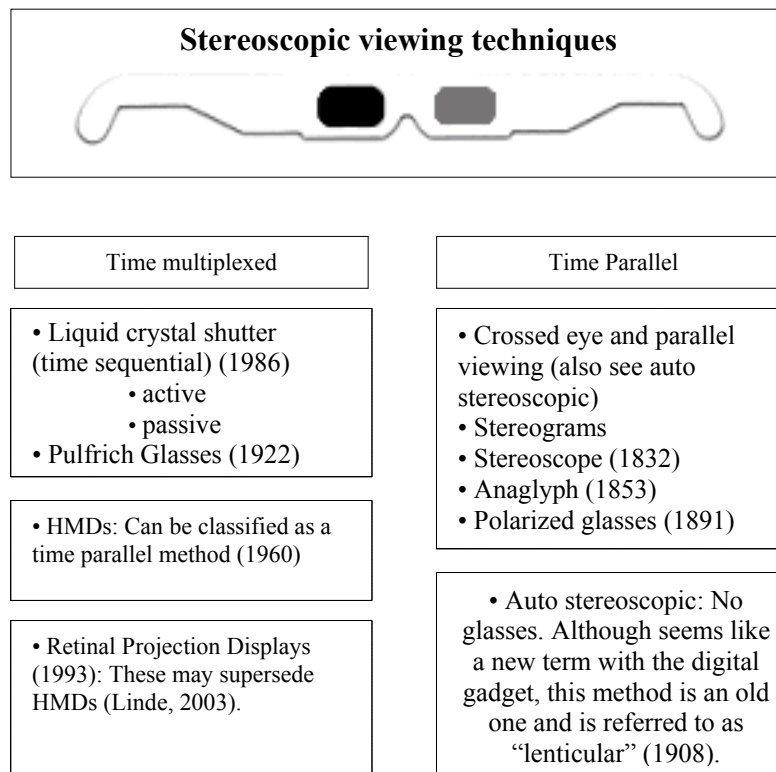 Stereoscopic viewing techniques
Time multiplexed
• Liquid crystal shutter
(time sequential) (1986)
• active
• passive
• Pulfrich Glasses (1922)
• HMDs: Can be classified as a
time parallel method (1960)
• Retinal Projection Displays
(1993): These may supersede
HMDs (Linde, 2003).
Time Parallel
• Crossed eye and parallel
viewing (also see auto
stereoscopic)
• Stereograms
• Stereoscope (1832)
• Anaglyph (1853)
• Polarized glasses (1891)
• Auto stereoscopic: No
glasses. Although seems like
a new term with the digital
gadget, this method is an old
one and is referred to as
“lenticular” (1908).